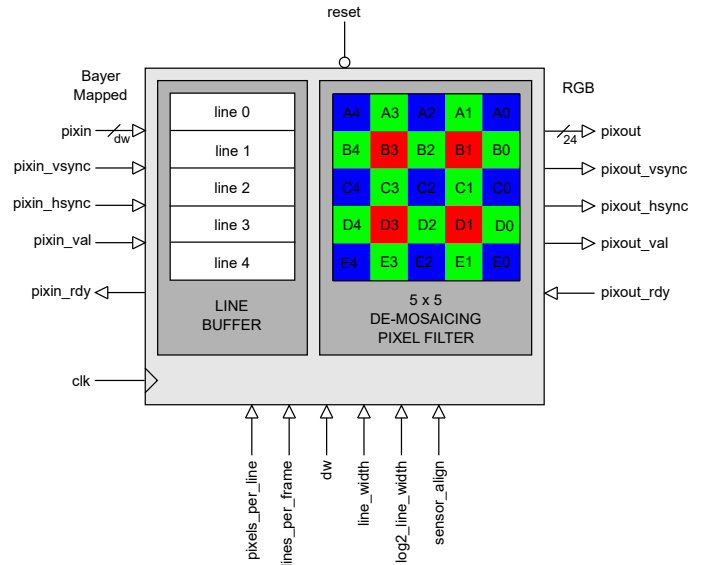 reset
Bayer
Mapped
RGB
pixin
dw
pixin_vsync
pixin_hsync
pixin_val
pixin_rdy
clk
line 0
line 1
line 2
line 3
line 4
LINE
BUFFER
A4 A3 A2 A1 A0
B4 B3 B2 B1 B0
C4 C3 C2 C1 C0
D4 D3 D2 D1 D0
E4 E3 E2 E1 E0
5 x 5
DE-MOSAICING
PIXEL FILTER
24
pixout
pixout_vsync
pixout_hsync
pixout_val
pixout_rdy
pixels_per_line
lines_per_frame
dw
line_width
log2_line_width
sensor_align